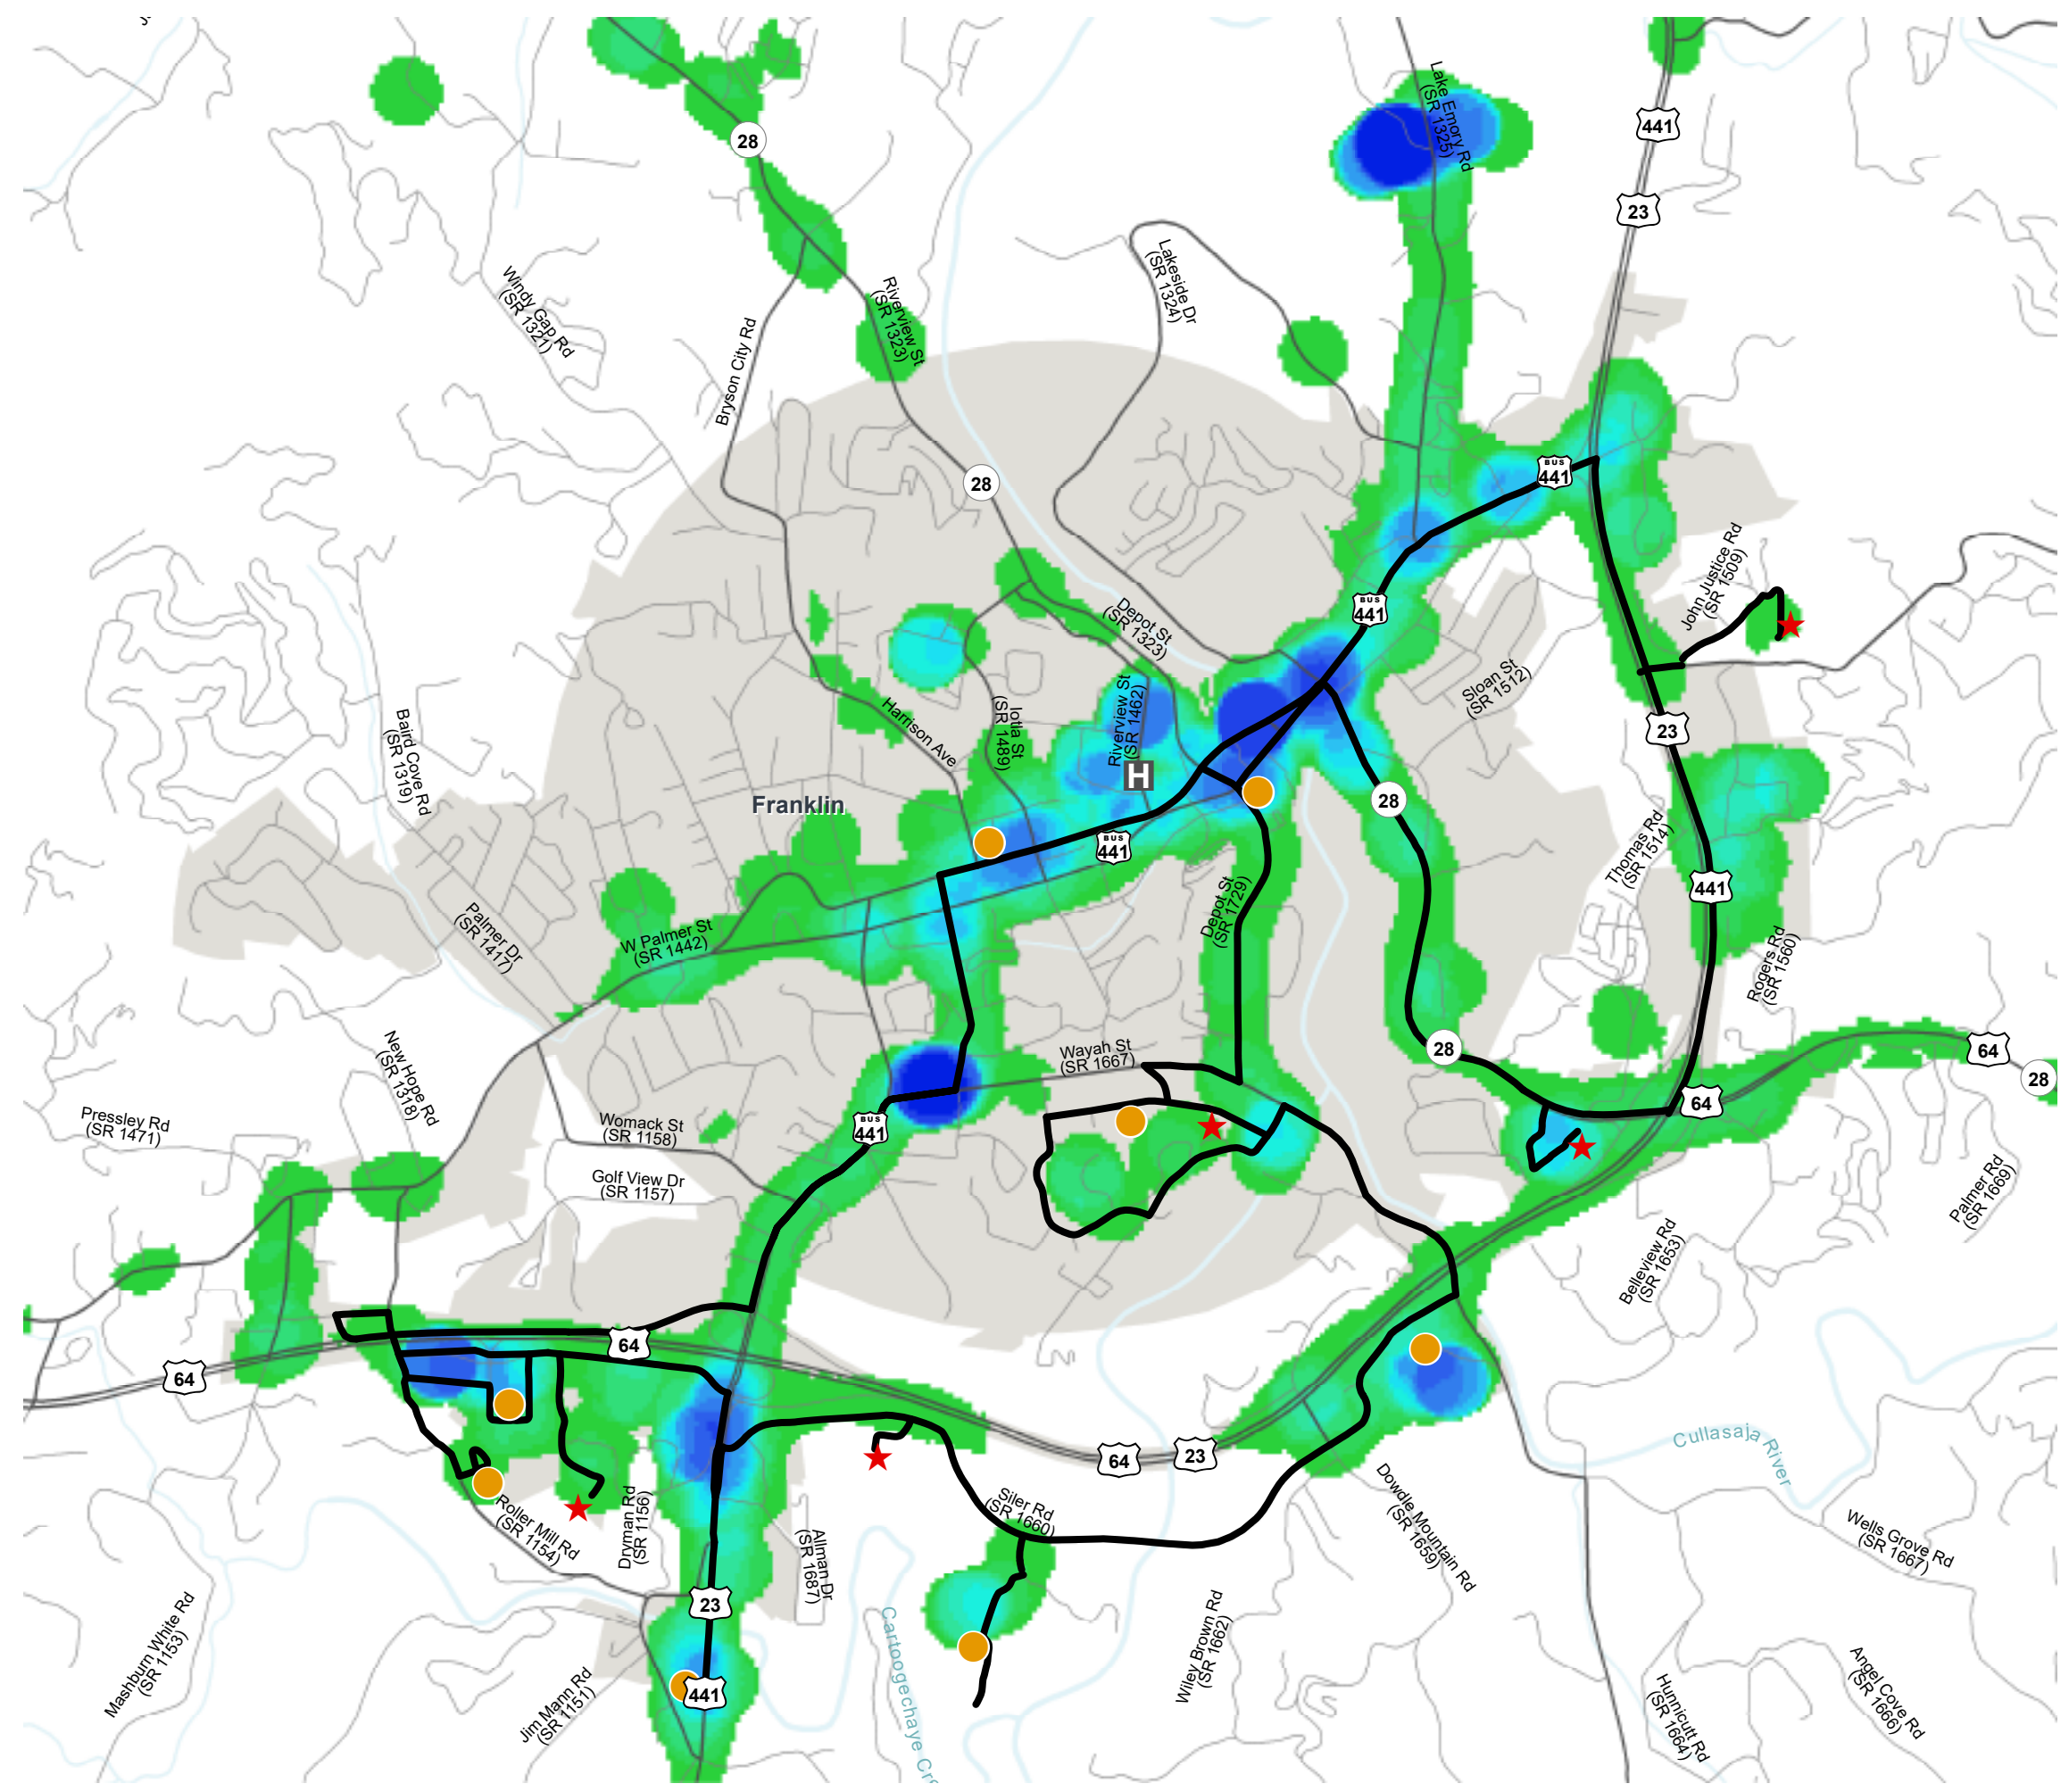 441
28
Lake Emory Rd
(SR 1325)
23
Lakeside Dr
(SR 1324)
Windy Gap Rd
(SR 1321)
Riverview St
(SR 1323)
Bryson City Rd
BUS
441
28
John Justice Rd
(SR 1509)
BUS
441
Depot St
(SR 1323)
Sloan St
(SR 1512)
Riverview St
(SR 1462)
Iotla St
(SR 1489)
Harrison Ave
Baird Cove Rd
(SR 1319)
23
H
Franklin
28
BUS
441
Thomas Rd
(SR 1514)
441
Depot St
(SR 1729)
W Palmer St
(SR 1442)
Palmer Dr
(SR 1417)
Rogers Rd
(SR 1560)
New Hope Rd
(SR 1318)
Wayah St
(SR 1667)
28
64
28
64
Pressley Rd
(SR 1471)
Womack St
(SR 1158)
BUS
441
Golf View Dr
(SR 1157)
Palmer Rd
(SR 1669)
Belleview Rd
(SR 1653)
64
64
64
23
Cullasaja River
Siler Rd
(SR 1660)
Dowdle Mountain Rd
(SR 1659)
Roller Mill Rd
(SR 1154)
Dryman Rd
(SR 1156)
Allman Dr
(SR 1687)
Wells Grove Rd
(SR 1667)
23
Mashburn White Rd
(SR 1153)
Cartoogechaye Cre
Wiley Brown Rd
(SR 1662)
441
Jim Mann Rd
(SR 1151)
Hunnicutt Rd
(SR 1664)
Angel Cove Rd
(SR 1666)